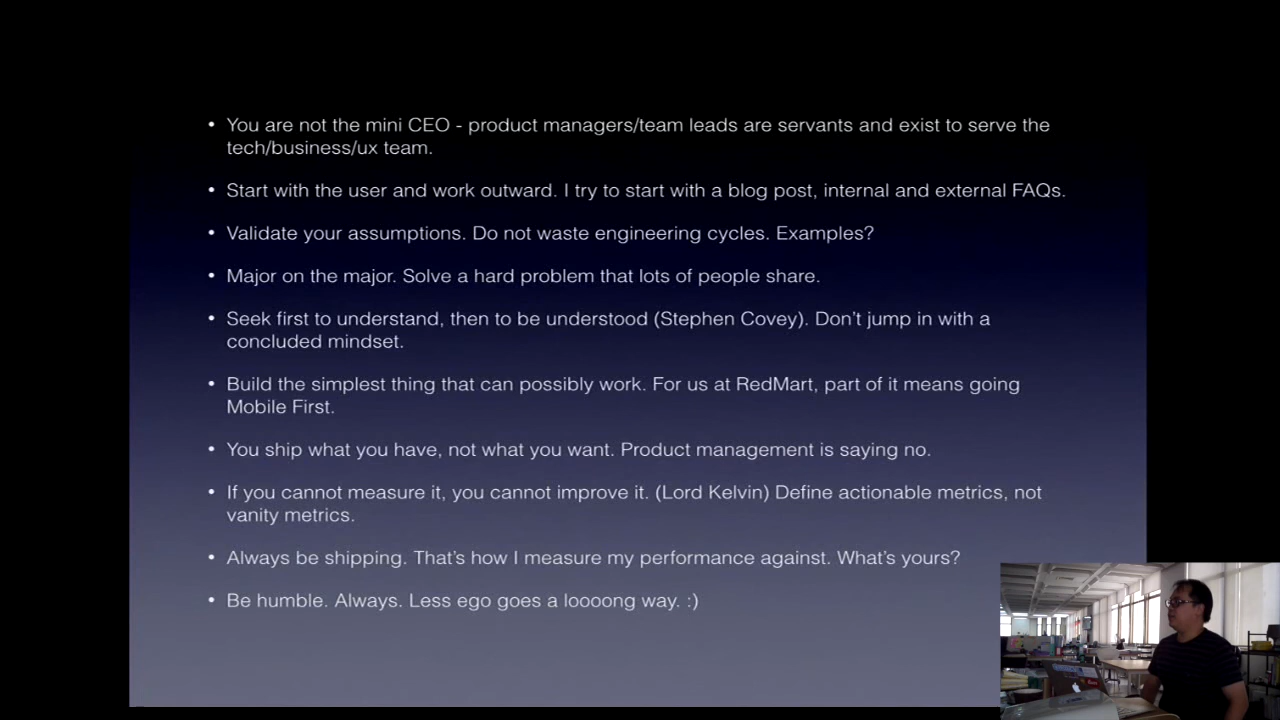 • You are not the mini CEO - product managers/team leads are servants and exist to serve the
tech/business/ux team.
• Start with the user and work outward. I try to start with a blog post, internal and external FAQs.
• Validate your assumptions. Do not waste engineering cycles. Examples?
• Major on the major. Solve a hard problem that lots of people share.
• Seek first to understand, then to be understood (Stephen Covey). Don’t jump in with a
concluded mindset.
• Build the simplest thing that can possibly work. For us at RedMart, part of it means going
Mobile First.
• You ship what you have, not what you want. Product management is saying no.
• If you cannot measure it, you cannot improve it. (Lord Kelvin) Define actionable metrics, not
vanity metrics.
• Always be shipping. That’s how I measure my performance against. What’s yours?
• Be humble. Always. Less ego goes a loooong way. :)